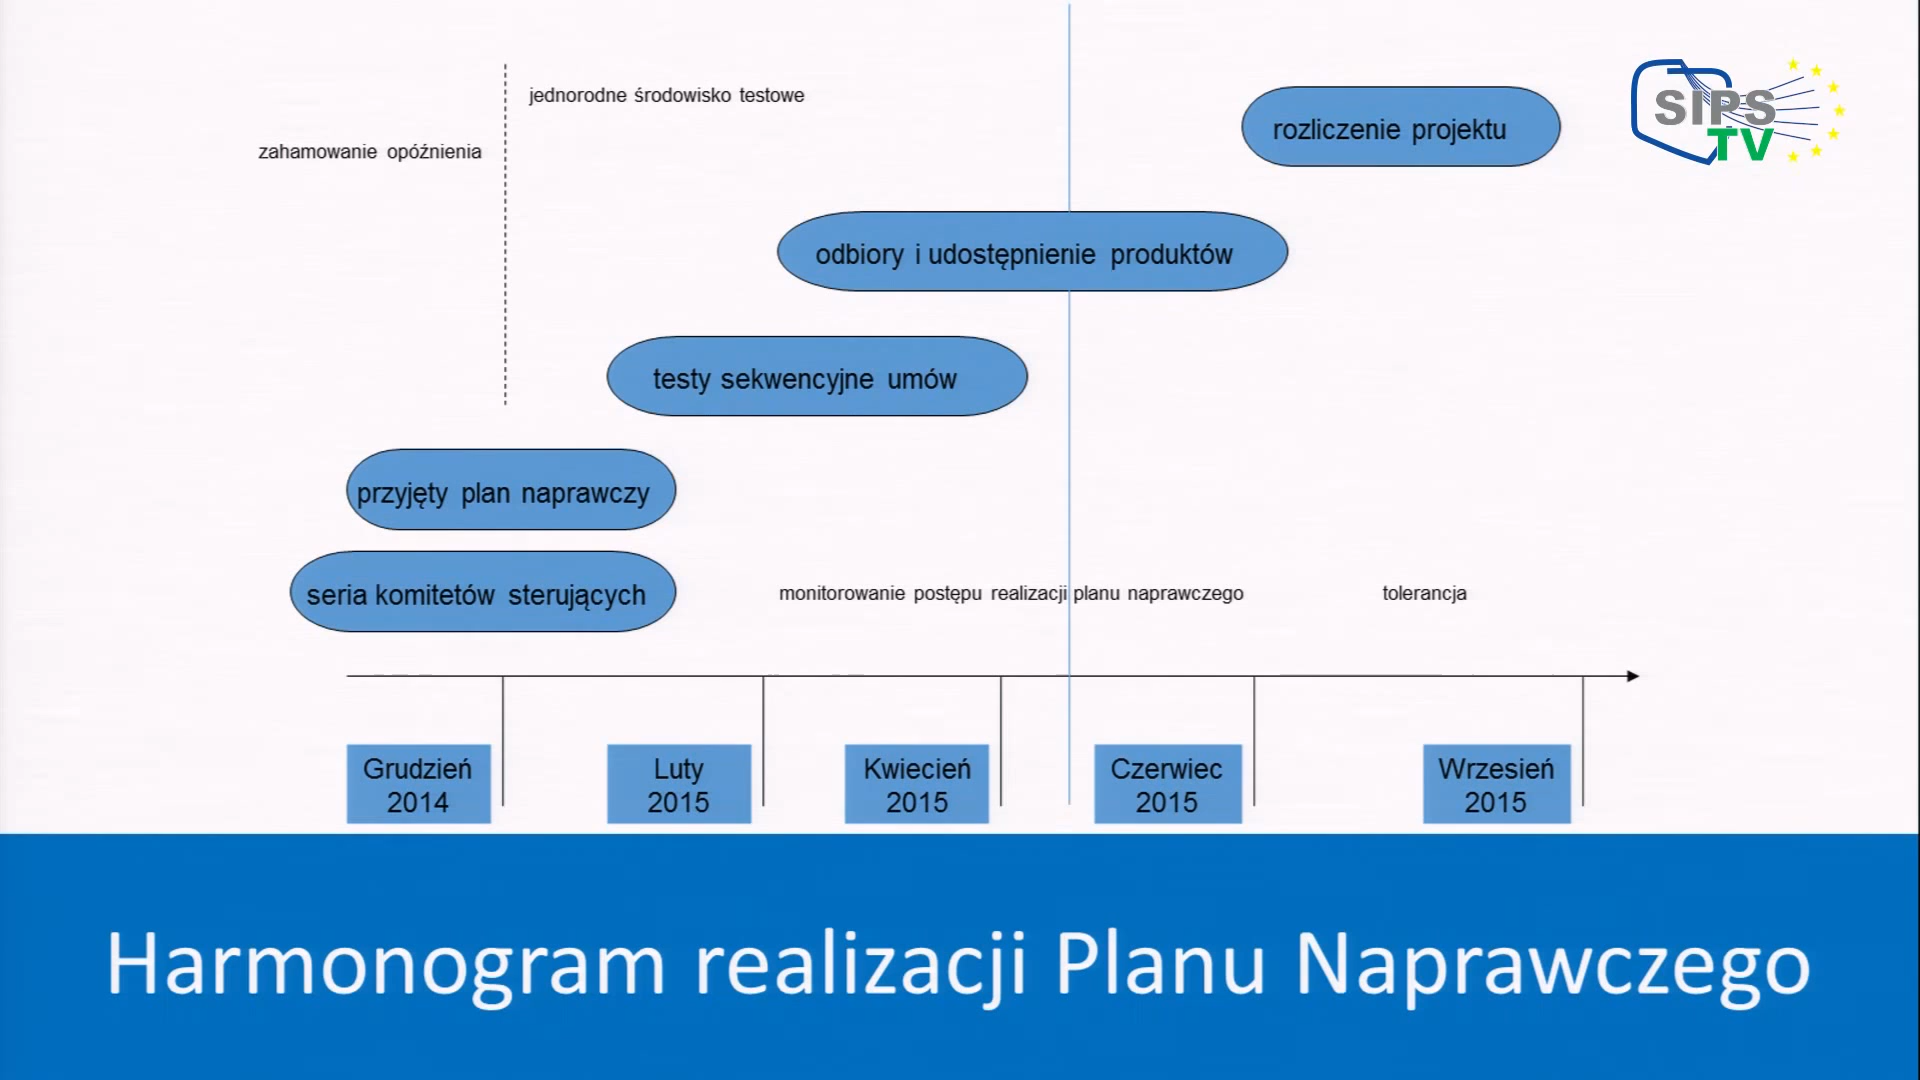 jednorodne środowisko testowe
zahamowanie opóźnienia
rozliczenie projektu
SIPS
TV
odbiory i udostępnienie produktów
testy sekwencyjne umów
przyjęty plan naprawczy
seria komitetów sterujących
monitorowanie postępu realizacji planu naprawczego
tolerancja
Grudzień
2014
Luty
2015
Kwiecień
2015
Czerwiec
2015
Wrzesień
2015
Harmonogram realizacji Planu Naprawczego